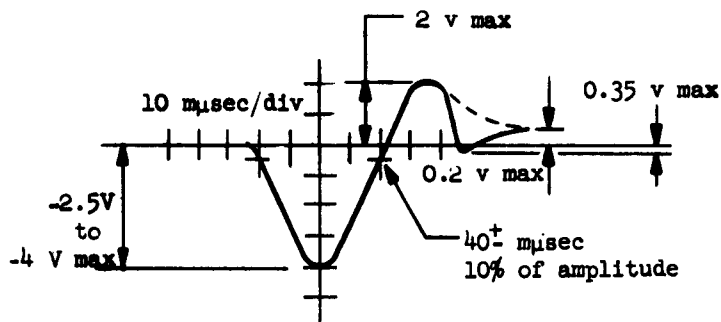 2 v max
10 mμsec/div
0.35 v max
0.2 v max
-2.5V
to
-4 V max
40± mμsec
10% of amplitude